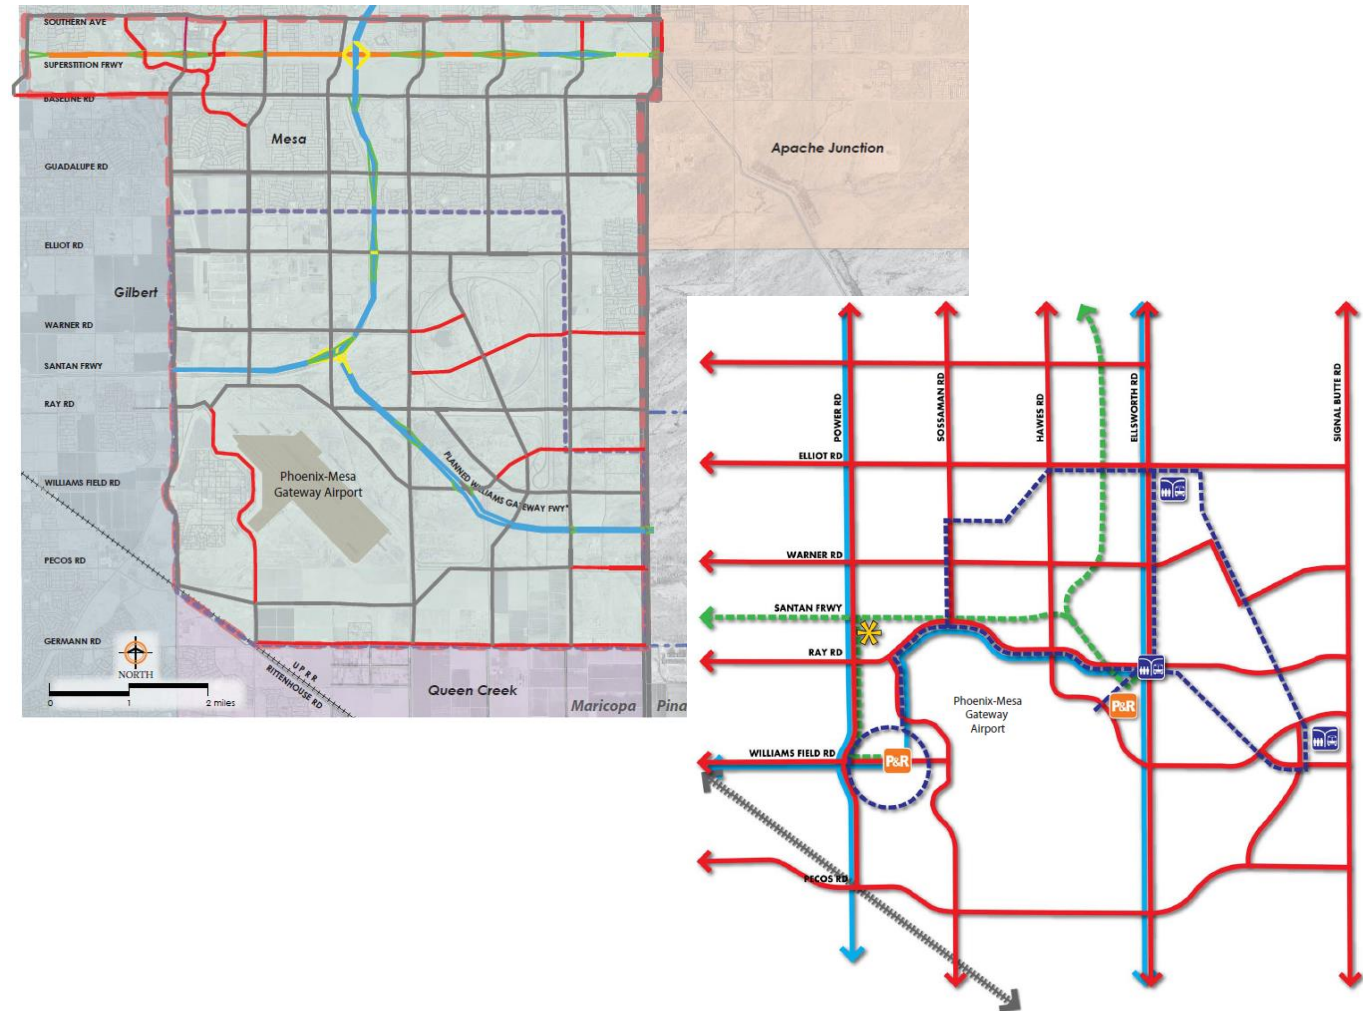 SOUTHERN AVE
SUPERSTITION FRWY
BASELINE RD
Mesa
Apache Junction
GUADALUPE RD
ELLIOT RD
Gilbert
WARNER RD
SANTAN FRWY
RAY RD
PLANNED WILLIAMS GATEWAY FWY*
Phoenix-Mesa
Gateway Airport
WILLIAMS FIELD RD
PECOS RD
GERMANN RD
NORTH
0 1 2 miles
U P R R
RITTENHOUSE RD
Queen Creek
Maricopa
Pina
POWER RD
SOSSAMAN RD
HAWES RD
ELLSWORTH RD
SIGNAL BUTTE RD
ELLIOT RD
WARNER RD
SANTAN FRWY
RAY RD
Phoenix-Mesa
Gateway
Airport
P&R
WILLIAMS FIELD RD
P&R
PECOS RD